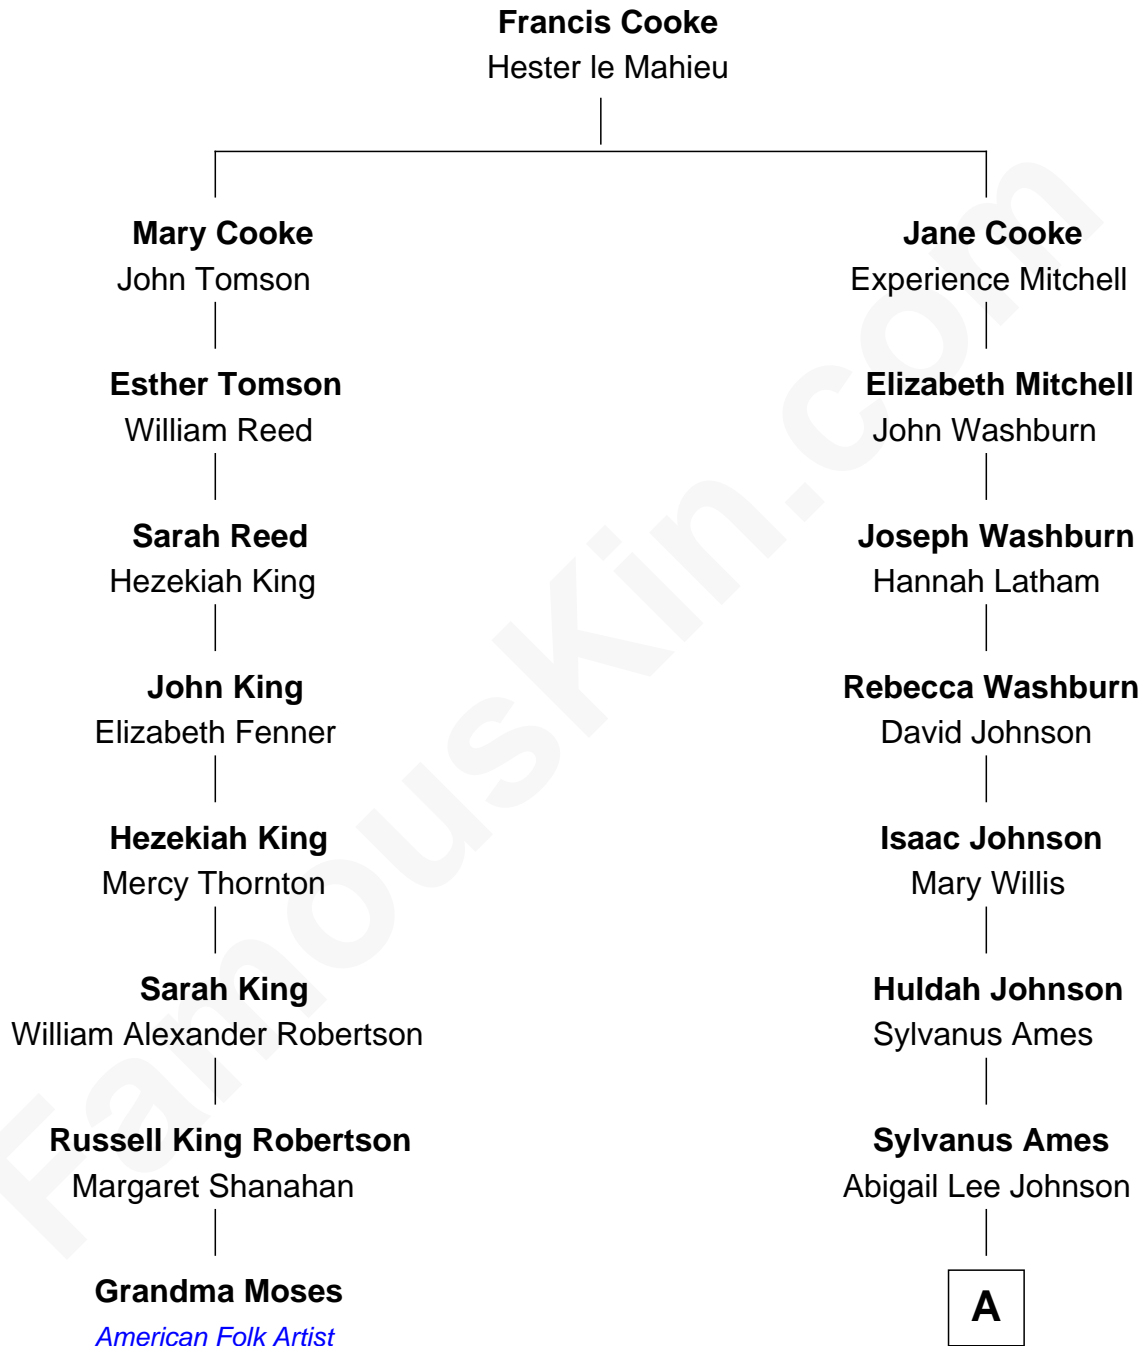 Francis Cooke
Hester le Mahieu
Mary Cooke
John Tomson
Jane Cooke
Experience Mitchell
Esther Tomson
William Reed
Elizabeth Mitchell
John Washburn
Sarah Reed
Hezekiah King
Joseph Washburn
Hannah Latham
John King
Elizabeth Fenner
Rebecca Washburn
David Johnson
Hezekiah King
Mercy Thornton
Isaac Johnson
Mary Willis
Sarah King
William Alexander Robertson
Huldah Johnson
Sylvanus Ames
Russell King Robertson
Margaret Shanahan
Sylvanus Ames
Abigail Lee Johnson
Grandma Moses
American Folk Artist
A
FamousKin.com